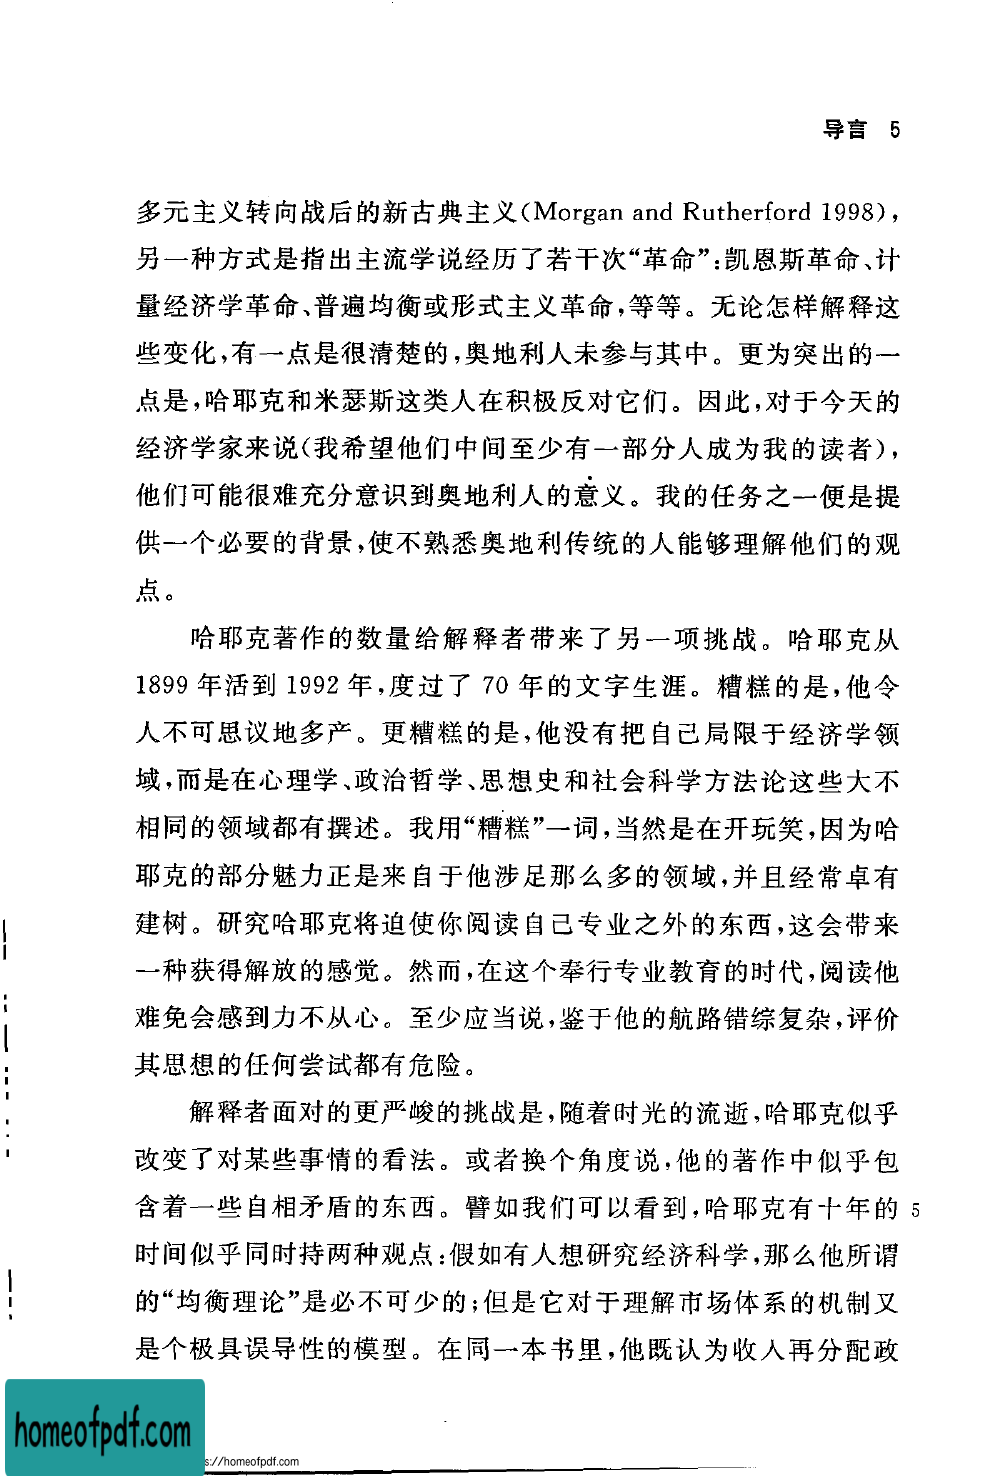 导言 5
多元主义转向战后的新古典主义(Morgan and Rutherford 1998),
另一种方式是指出主流学说经历了若干次“革命”:凯恩斯革命、计
量经济学革命、普遍均衡或形式主义革命,等等。无论怎样解释这
些变化,有一点是很清楚的,奥地利人未参与其中。更为突出的一
点是,哈耶克和米瑟斯这类人在积极反对它们。因此,对于今天的
经济学家来说(我希望他们中间至少有一部分人成为我的读者),
他们可能很难充分意识到奥地利人的意义。我的任务之一便是提
供一个必要的背景,使不熟悉奥地利传统的人能够理解他们的观
点。
哈耶克著作的数量给解释者带来了另一项挑战。哈耶克从
1899 年活到 1992 年,度过了 70 年的文字生涯。糟糕的是,他令
人不可思议地多产。更糟糕的是,他没有把自己局限于经济学领
域,而是在心理学、政治哲学、思想史和社会科学方法论这些大不
相同的领域都有撰述。我用“糟糕”一词,当然是在开玩笑,因为哈
耶克的部分魅力正是来自于他涉足那么多的领域,并且经常卓有
建树。研究哈耶克将迫使你阅读自己专业之外的东西,这会带来
一种获得解放的感觉。然而,在这个奉行专业教育的时代,阅读他
难免会感到力不从心。至少应当说,鉴于他的航路错综复杂,评价
其思想的任何尝试都有危险。
解释者面对的更严峻的挑战是,随着时光的流逝,哈耶克似乎
改变了对某些事情的看法。或者换个角度说,他的著作中似乎包
含着一些自相矛盾的东西。譬如我们可以看到,哈耶克有十年的 5
时间似乎同时持两种观点:假如有人想研究经济科学,那么他所谓
的“均衡理论”是必不可少的;但是它对于理解市场体系的机制又
是个极具误导性的模型。在同一本书里,他既认为收入再分配政
homeofpdf.com
s://homeofpdf.com